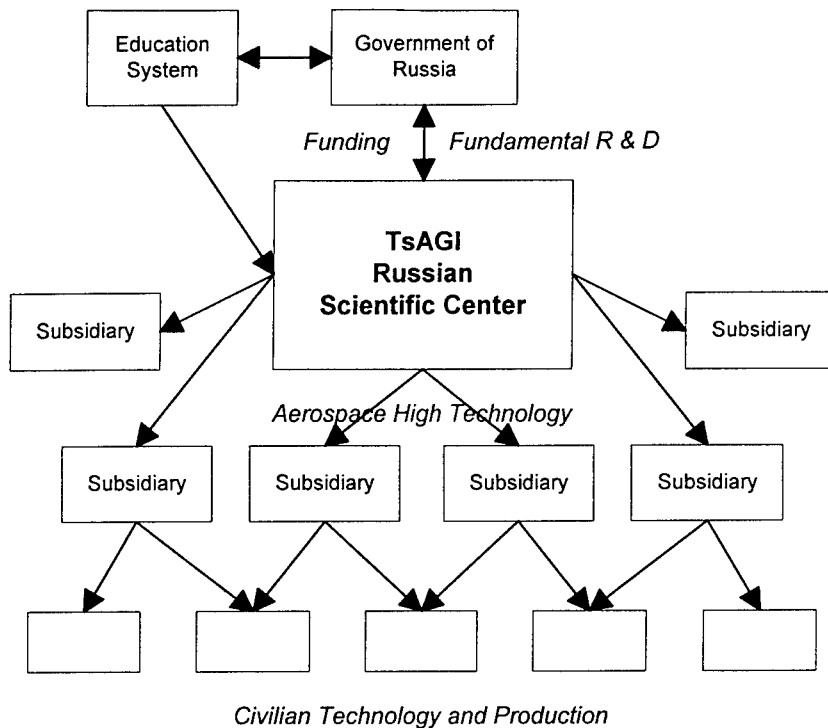 Education
System
Government of
Russia
Funding
Fundamental R & D
TsAGI
Russian
Scientific Center
Subsidiary
Subsidiary
Aerospace High Technology
Subsidiary
Subsidiary
Subsidiary
Subsidiary
Civilian Technology and Production